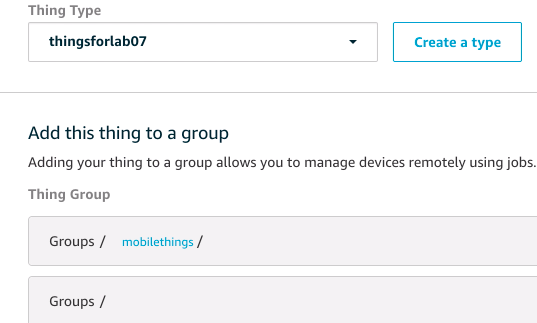 Thing Type
thingsforlab07
Create a type
Add this thing to a group
Adding your thing to a group allows you to manage devices remotely using jobs.
Thing Group
Groups / mobilethings /
Groups /